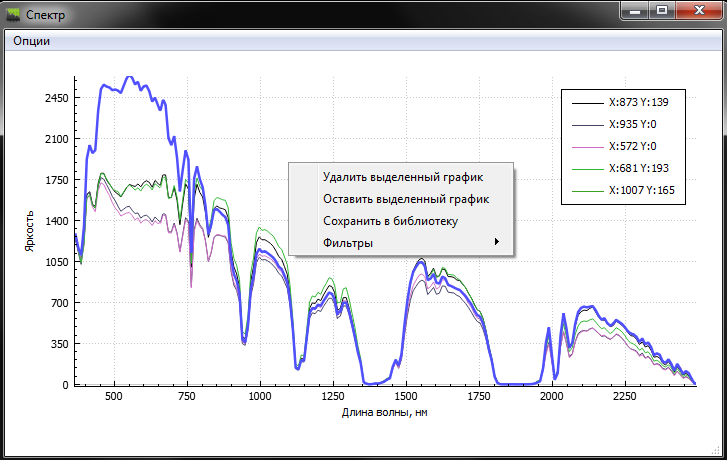 Спектр
Опции
2450
2100
1750
1400
1050
700
350
0
Яркость
500
750
1000
1250
1500
1750
2000
2250
Длина волны, нм
X:873 Y:139
X:935 Y:0
X:572 Y:0
X:681 Y:193
X:1007 Y:165
Удалить выделенный график
Оставить выделенный график
Сохранить в библиотеку
Фильтры